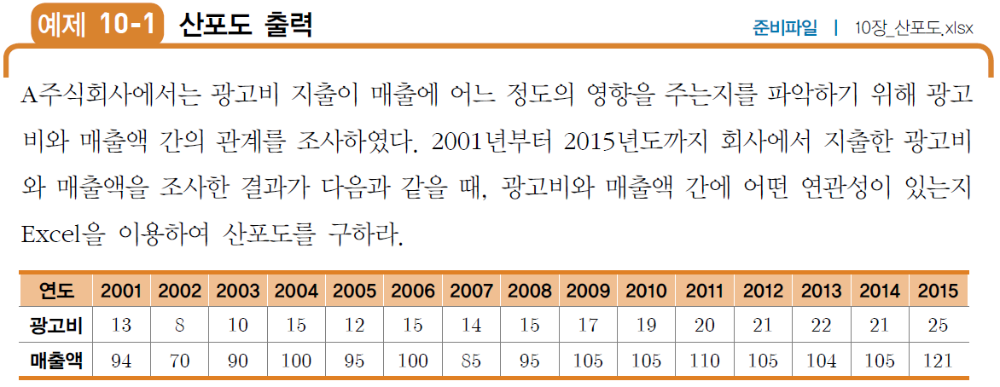 예제 10-1 산포도 출력 준비파일 | 10장_산포도.xlsx
A주식회사에서는 광고비 지출이 매출에 어느 정도의 영향을 주는지를 파악하기 위해 광고
비와 매출액 간의 관계를 조사하였다. 2001년부터 2015년도까지 회사에서 지출한 광고비
와 매출액을 조사한 결과가 다음과 같을 때, 광고비와 매출액 간에 어떤 연관성이 있는지
Excel을 이용하여 산포도를 구하라.
연도 2001 2002 2003 2004 2005 2006 2007 2008 2009 2010 2011 2012 2013 2014 2015
광고비 13 8 10 15 12 15 14 15 17 19 20 21 22 21 25
매출액 94 70 90 100 95 100 85 95 105 105 110 105 104 105 121